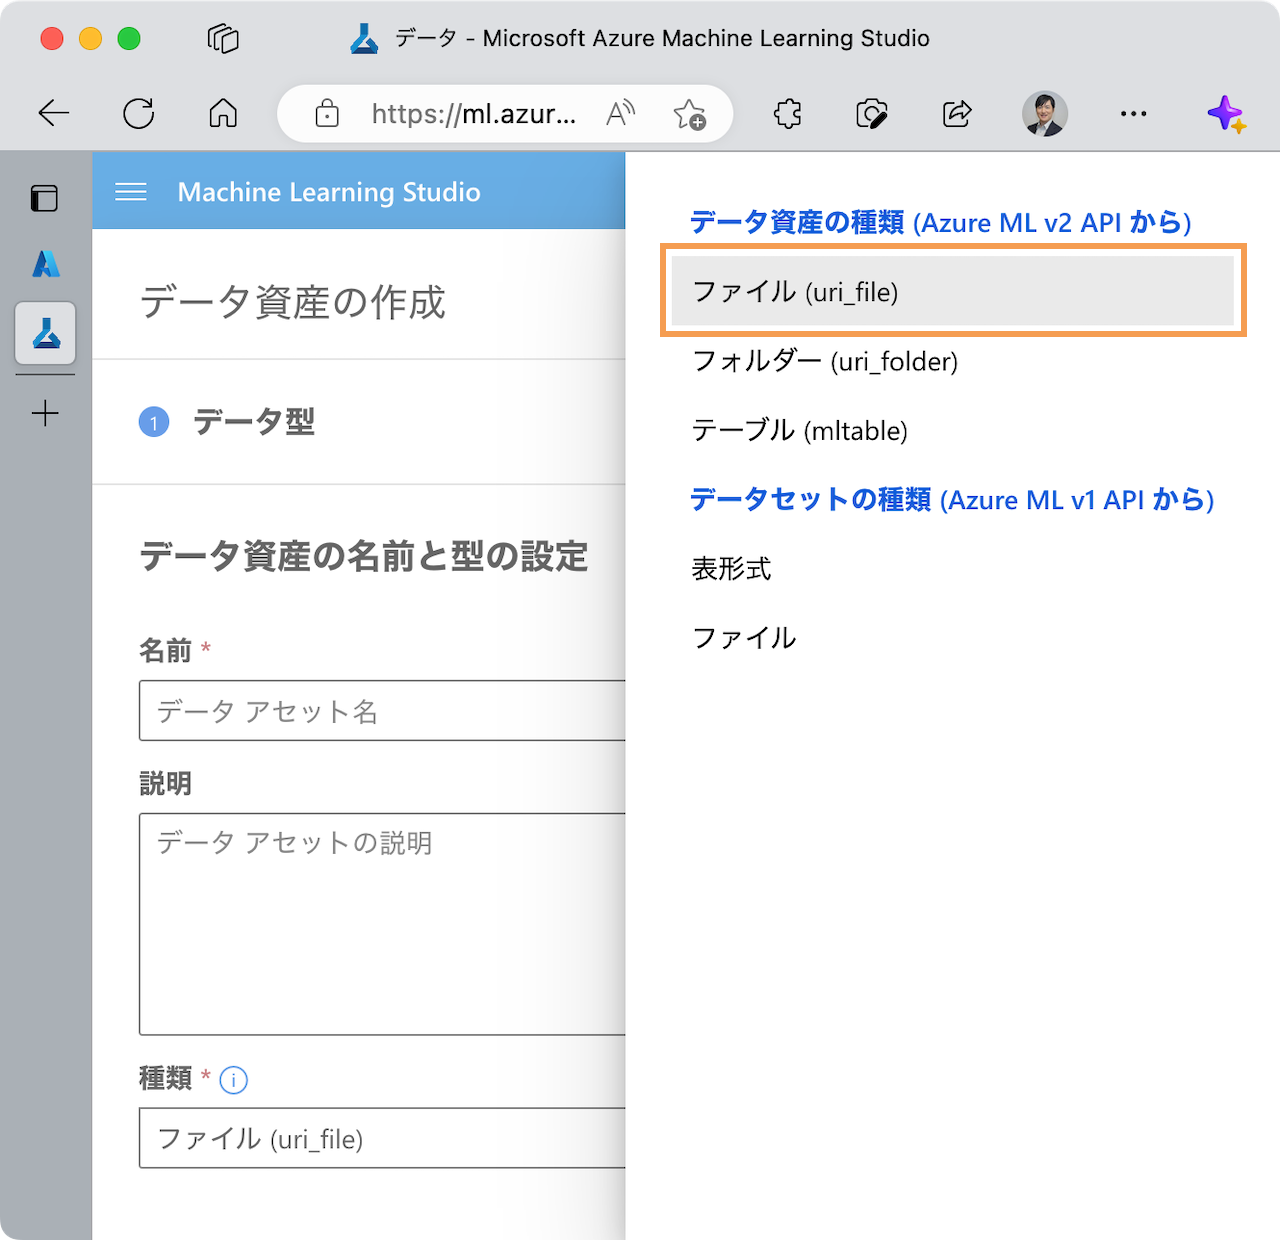 データ - Microsoft Azure Machine Learning Studio
https://ml.azur...
Machine Learning Studio
データ資産の作成
1 データ型
データ資産の名前と型の設定
名前 *
データ アセット名
説明
データ アセットの説明
種類 *
ファイル (uri_file)
データ資産の種類 (Azure ML v2 API から)
ファイル (uri_file)
フォルダー (uri_folder)
テーブル (mltable)
データセットの種類 (Azure ML v1 API から)
表形式
ファイル